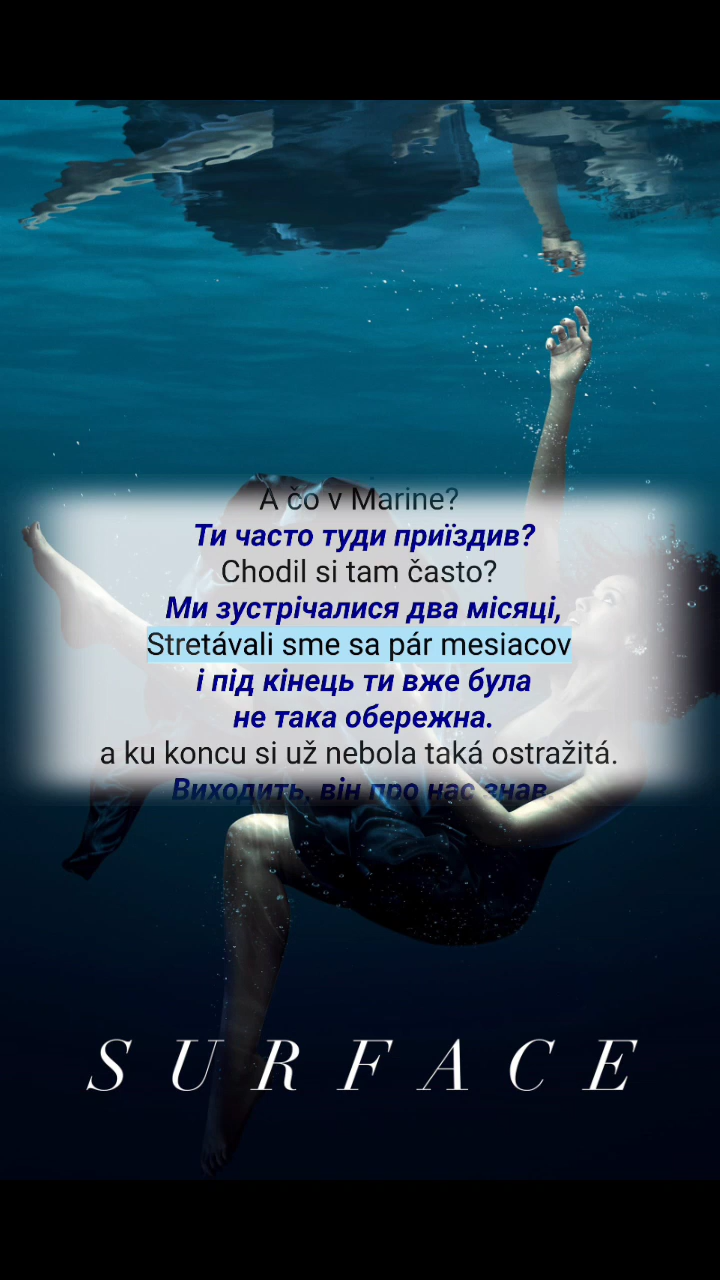 A čo v Marine?
Ти часто туди приїздив?
Chodil si tam často?
Ми зустрічалися два місяці,
Stretávali sme sa pár mesiacov
і під кінець ти вже була
не така обережна.
a ku koncu si už nebola taká ostražitá.
Виходить, він про нас знав.
SURFACE